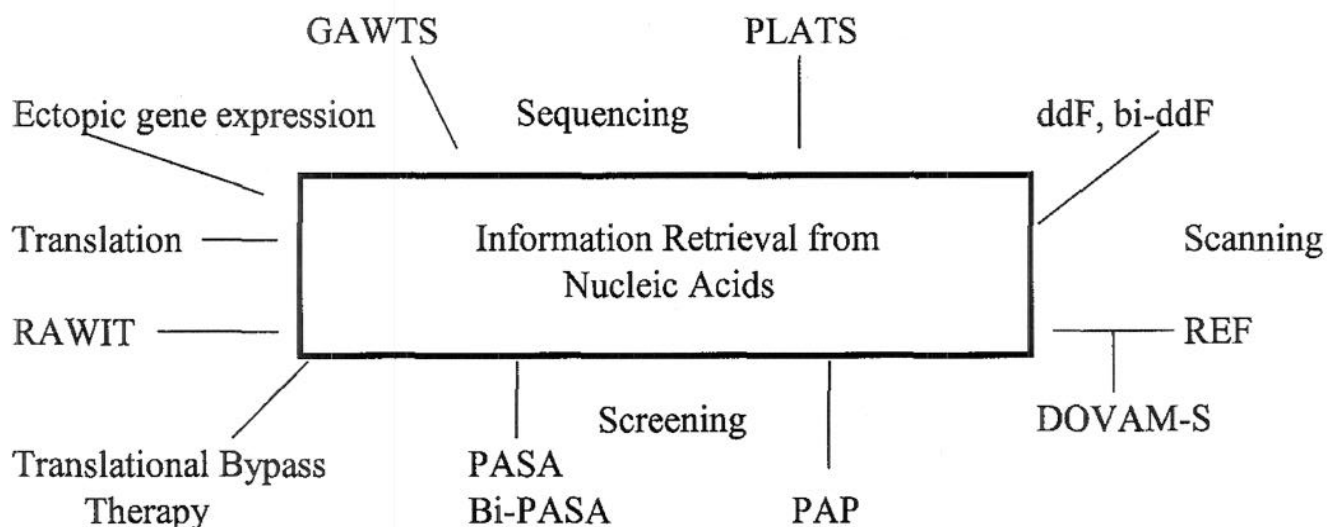 GAWTS PLATS
Ectopic gene expression Sequencing ddF, bi-ddF
Translation Information Retrieval from Scanning
Nucleic Acids
RAWIT REF
Screening DOVAM-S
Translational Bypass PASA
Therapy Bi-PASA PAP